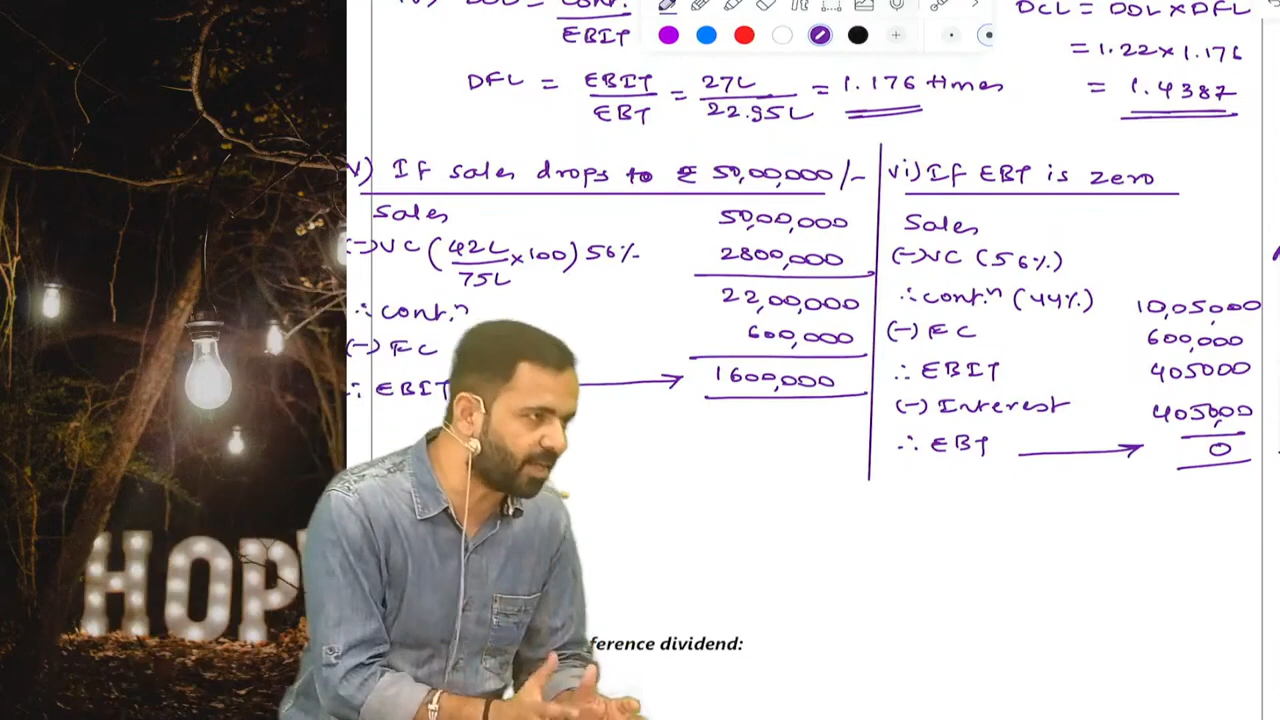 EBIT
DCL = DOL x DFL
= 1.22 x 1.176
= 1.4387
DFL = EBIT / EBT = 27L / 22.95L = 1.176 times
v) If sales drops to ₹ 50,00,000/-
Sales 50,00,000
(-) VC (42L / 75L x 100) 56% 2800,000
∴ contⁿ 22,00,000
(-) FC 600,000
∴ EBIT → 1600,000
vi) If EBT is zero
Sales
(-) VC (56%)
∴ contⁿ (44%) 10,05,000
(-) FC 600,000
∴ EBIT 405000
(-) Interest 405,000
∴ EBT → 0
HOP
ference dividend: